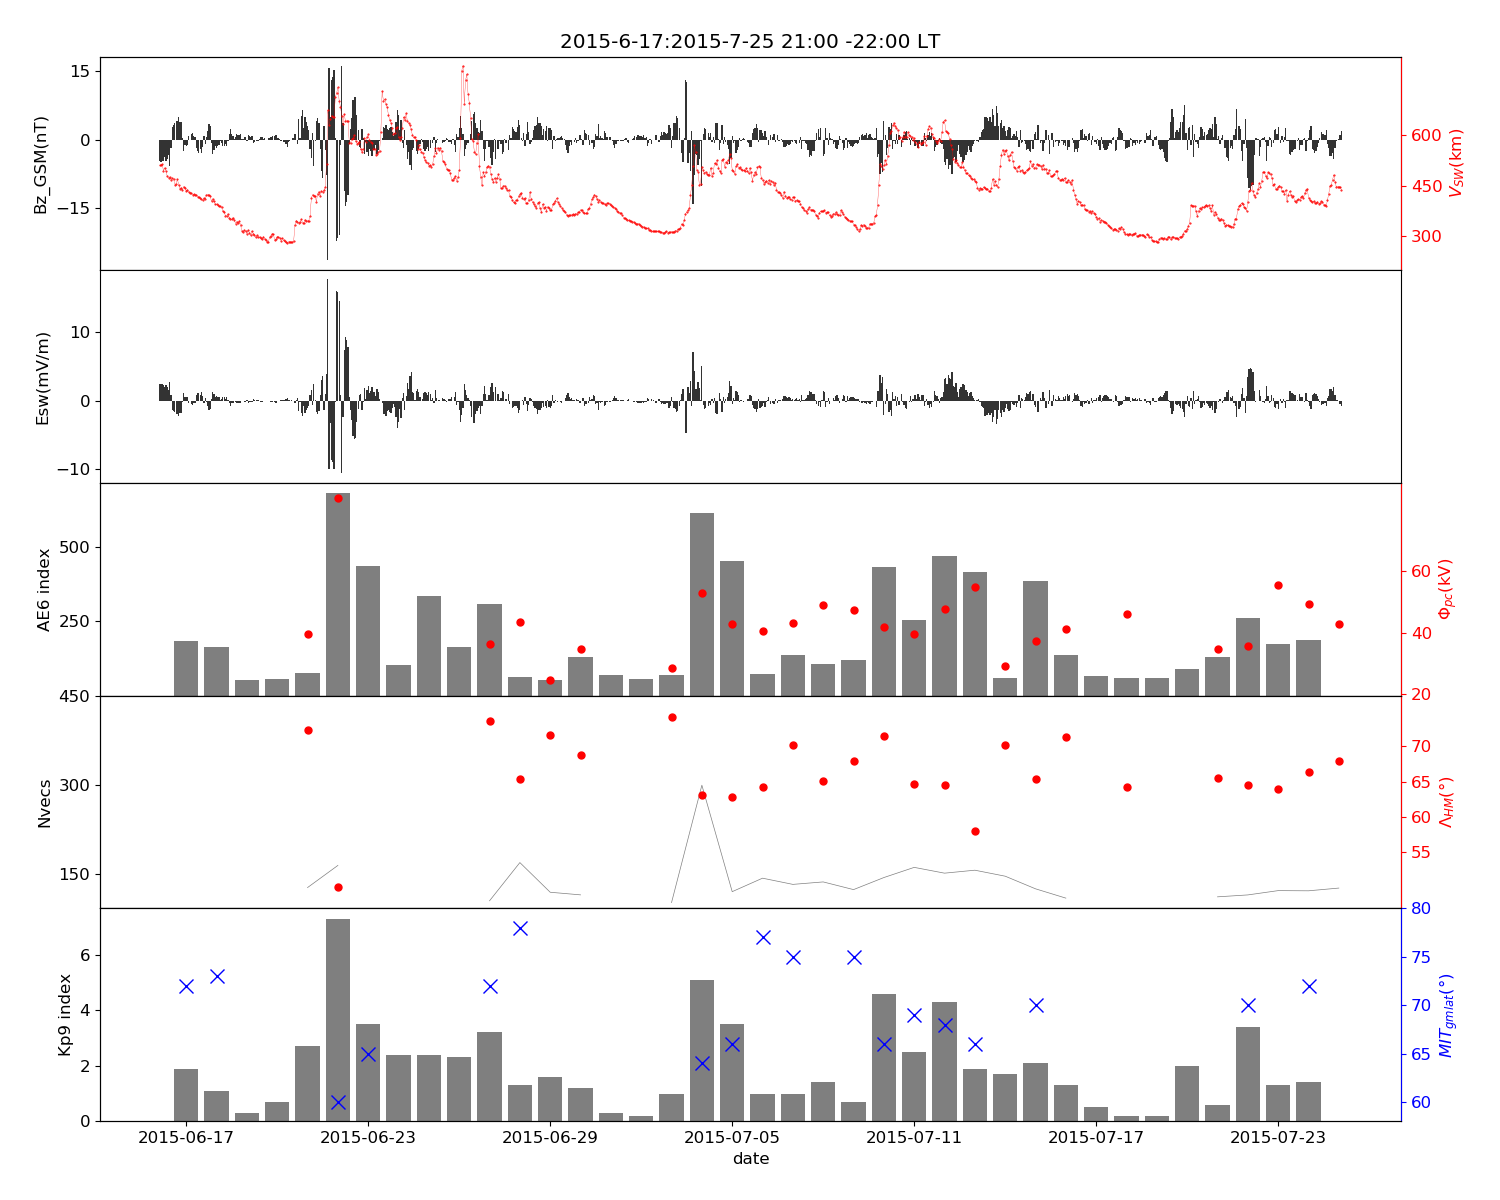 2015-6-17:2015-7-25 21:00 -22:00 LT
Bz_GSM(nT)
15
0
−15
600
450
300
V_SW(km)
Esw(mV/m)
10
0
−10
AE6 index
500
250
60
40
20
Φ_pc(kV)
Nvecs
450
300
150
70
65
60
55
Λ_HM(°)
Kp9 index
6
4
2
0
80
75
70
65
60
MIT_gmlat(°)
2015-06-17 2015-06-23 2015-06-29 2015-07-05 2015-07-11 2015-07-17 2015-07-23
date